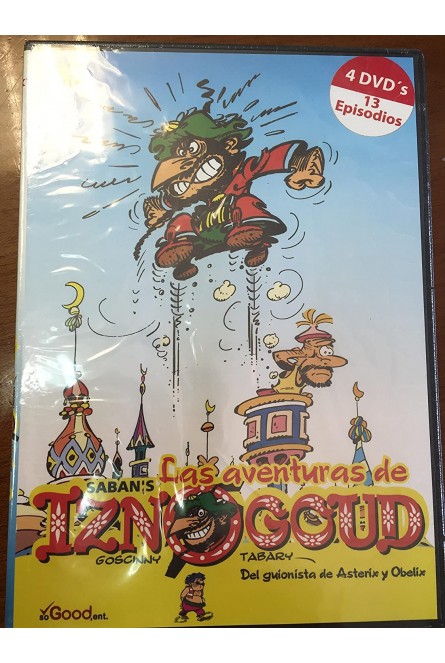 4 DVD´s
13
Episodios
Las aventuras de
SABAN'S
IZNOGOUD
GOSCINNY
TABARY
Del guionista de Asterix y Obelix
soGood,ent.